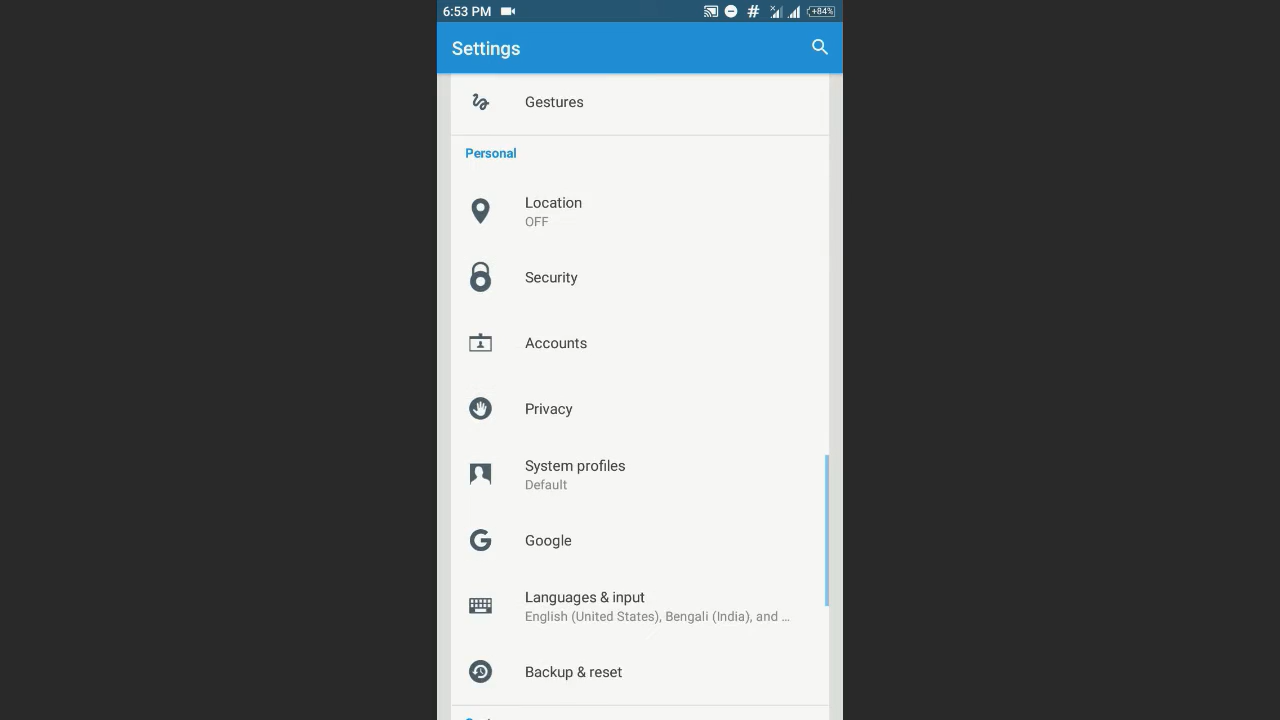 6:53 PM
+84%
Settings
Gestures
Personal
Location
OFF
Security
Accounts
Privacy
System profiles
Default
Google
Languages & input
English (United States), Bengali (India), and ...
Backup & reset